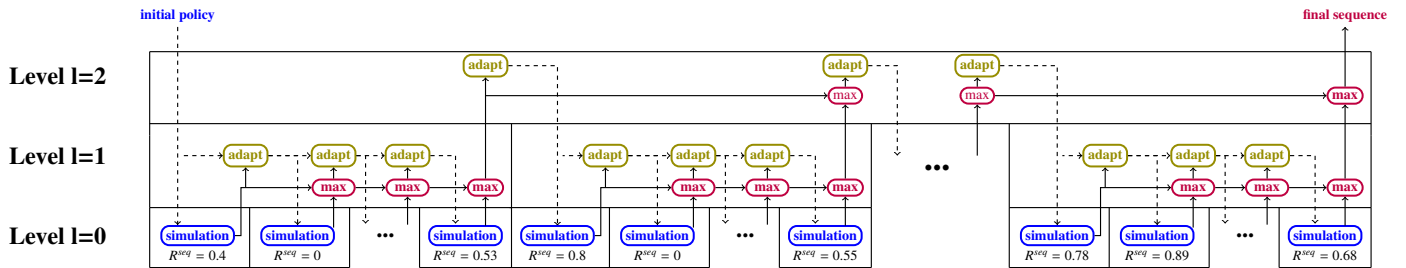 initial policy final sequence
Level l=2 adapt adapt adapt
max max max
Level l=1 adapt adapt adapt adapt adapt adapt ... adapt adapt adapt
max max max max max max max max max
Level l=0 simulation simulation ... simulation simulation simulation ... simulation simulation simulation ... simulation
R^seq = 0.4 R^seq = 0 R^seq = 0.53 R^seq = 0.8 R^seq = 0 R^seq = 0.55 R^seq = 0.78 R^seq = 0.89 R^seq = 0.68